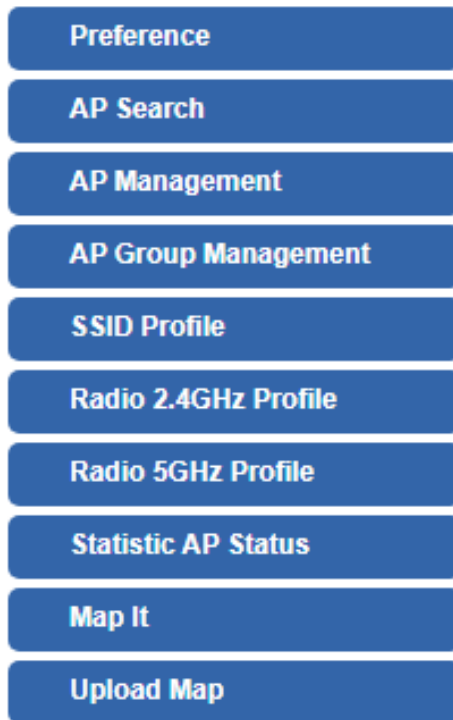 Preference
AP Search
AP Management
AP Group Management
SSID Profile
Radio 2.4GHz Profile
Radio 5GHz Profile
Statistic AP Status
Map It
Upload Map